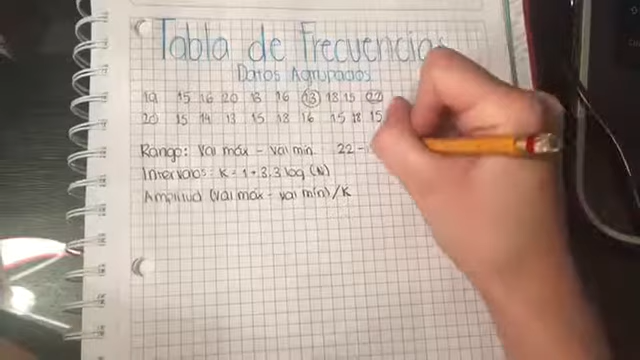 Tabla de Frecuencias
Datos Agrupados
19 15 16 20 13 16 13 18 15 22
20 15 14 13 15 18 16 15 18 15
Rango: Val máx - val min 22 -
Intervalos: K = 1 + 3,3 log (N)
Amplitud (val máx - val mín) / K